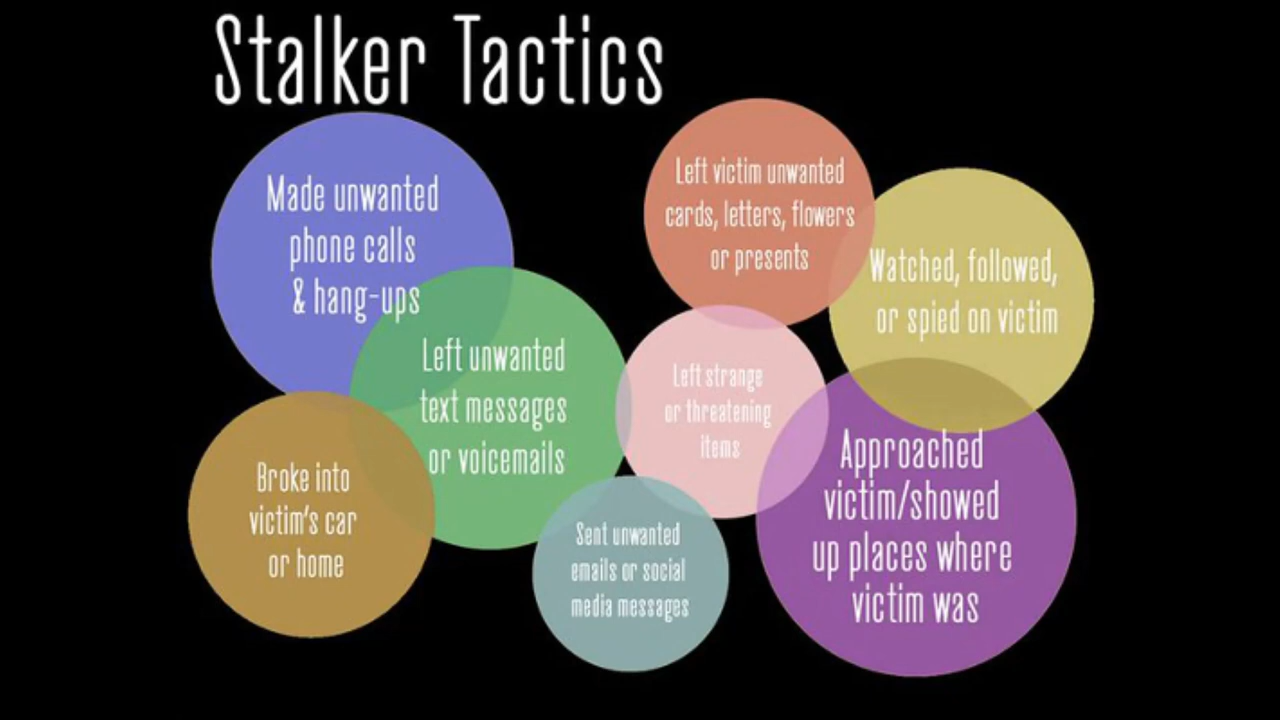 Stalker Tactics
Made unwanted
phone calls
& hang-ups
Left victim unwanted
cards, letters, flowers
or presents
Watched, followed,
or spied on victim
Left unwanted
text messages
or voicemails
Left strange
or threatening
items
Broke into
victim's car
or home
Sent unwanted
emails or social
media messages
Approached
victim/showed
up places where
victim was